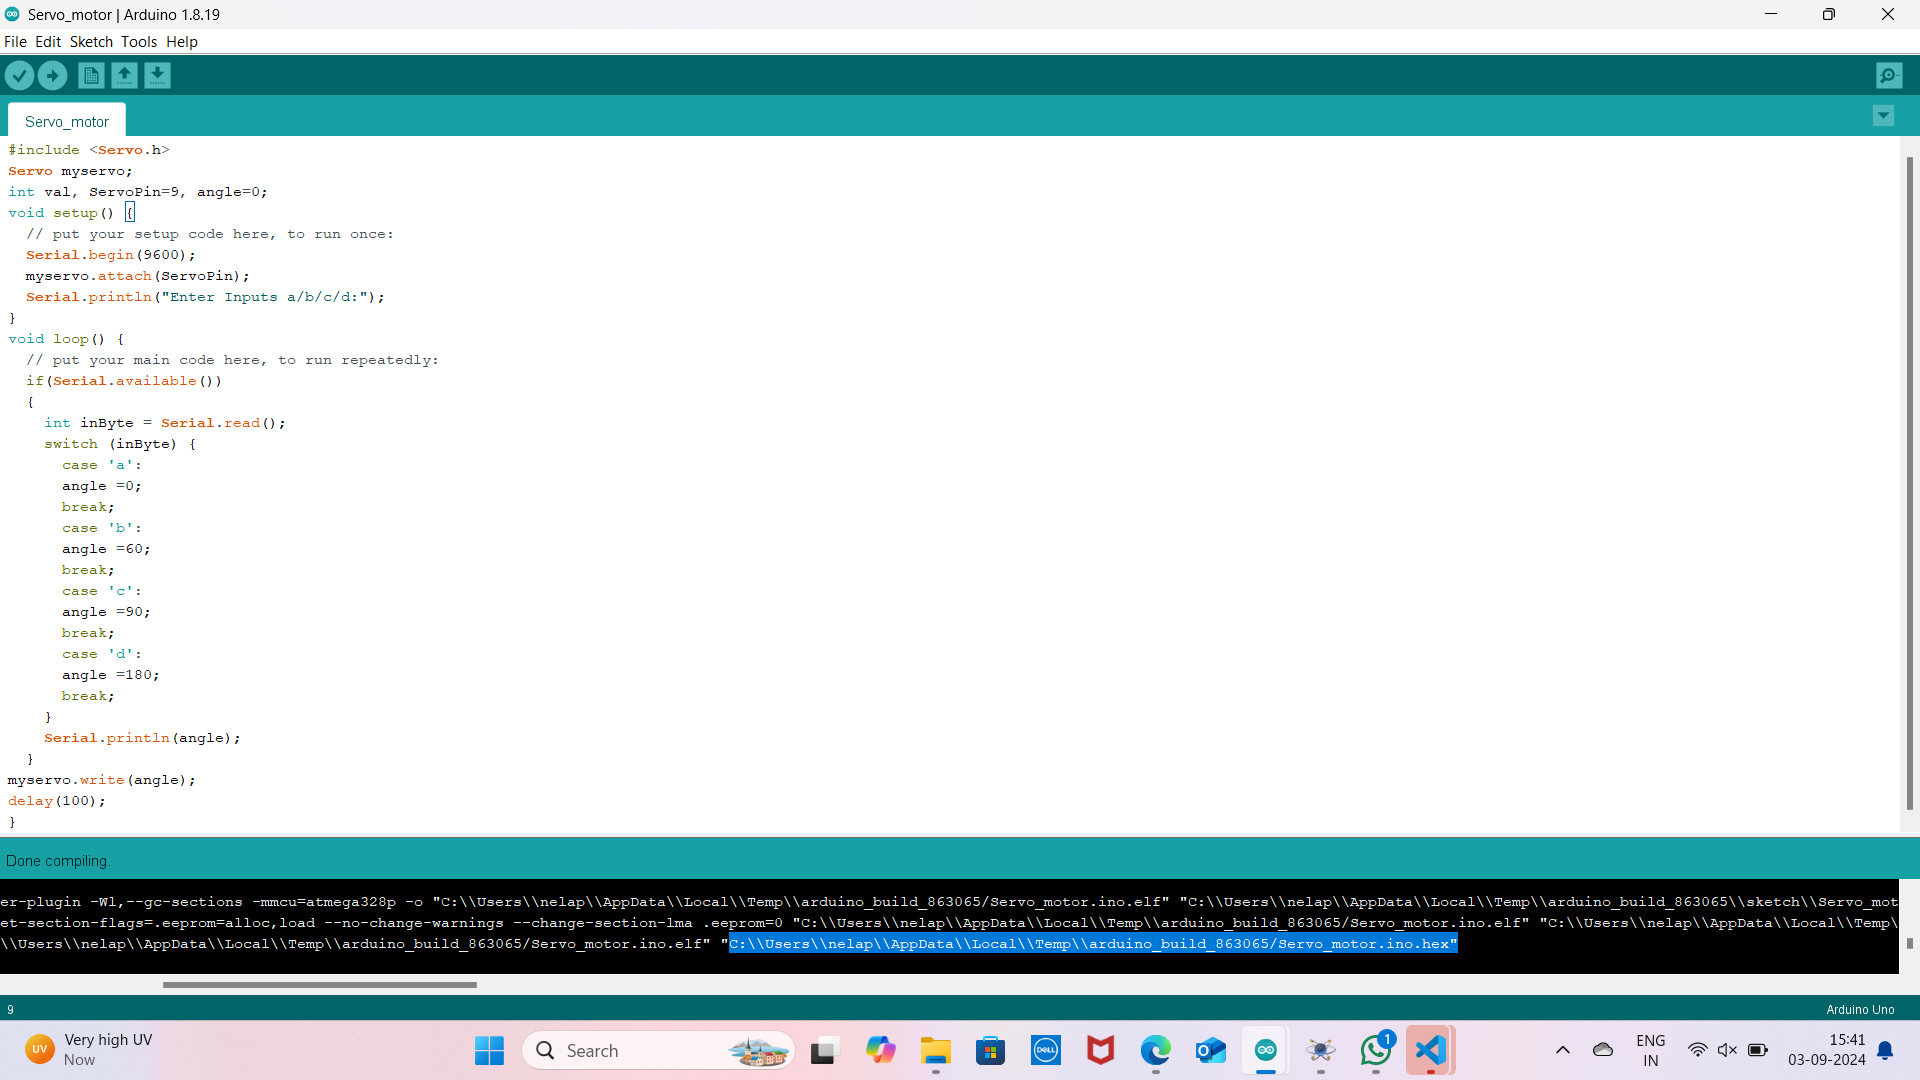 Servo_motor | Arduino 1.8.19
File Edit Sketch Tools Help
Servo_motor
#include <Servo.h>
Servo myservo;
int val, ServoPin=9, angle=0;
void setup() {
// put your setup code here, to run once:
Serial.begin(9600);
myservo.attach(ServoPin);
Serial.println("Enter Inputs a/b/c/d:");
}
void loop() {
// put your main code here, to run repeatedly:
if(Serial.available())
{
int inByte = Serial.read();
switch (inByte) {
case 'a':
angle =0;
break;
case 'b':
angle =60;
break;
case 'c':
angle =90;
break;
case 'd':
angle =180;
break;
}
Serial.println(angle);
}
myservo.write(angle);
delay(100);
}
Done compiling.
er-plugin -Wl,--gc-sections -mmcu=atmega328p -o "C:\\Users\\nelap\\AppData\\Local\\Temp\\arduino_build_863065/Servo_motor.ino.elf" "C:\\Users\\nelap\\AppData\\Local\\Temp\\arduino_build_863065\\sketch\\Servo_mot
et-section-flags=.eeprom=alloc,load --no-change-warnings --change-section-lma .eeprom=0 "C:\\Users\\nelap\\AppData\\Local\\Temp\\arduino_build_863065/Servo_motor.ino.elf" "C:\\Users\\nelap\\AppData\\Local\\Temp\
\\Users\\nelap\\AppData\\Local\\Temp\\arduino_build_863065/Servo_motor.ino.elf" "C:\\Users\\nelap\\AppData\\Local\\Temp\\arduino_build_863065/Servo_motor.ino.hex"
9 Arduino Uno
UV Very high UV
Now
Search
DELL
1
ENG
IN
15:41
03-09-2024